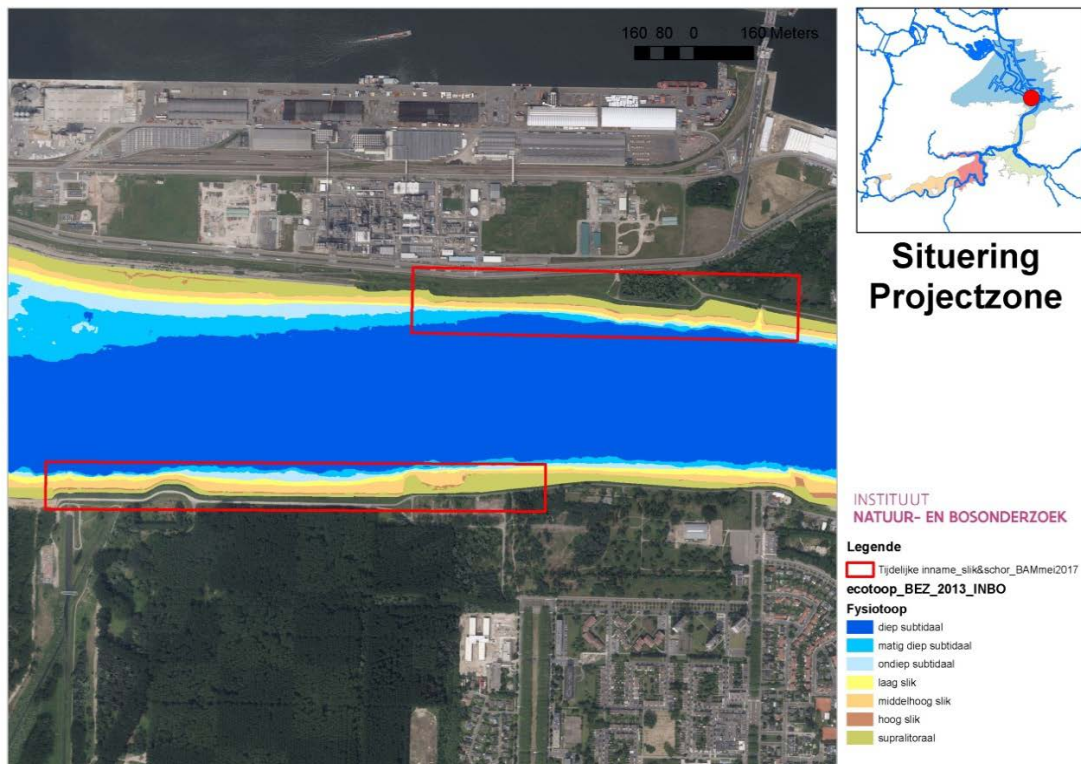 160 80 0 160 Meters
Situering
Projectzone
INSTITUUT
NATUUR- EN BOSONDERZOEK
Legende
Tijdelijke inname_slik&schor_BAMmei2017
ecotoop_BEZ_2013_INBO
Fysiotoop
diep subtidaal
matig diep subtidaal
ondiep subtidaal
laag slik
middelhoog slik
hoog slik
supralitoraal